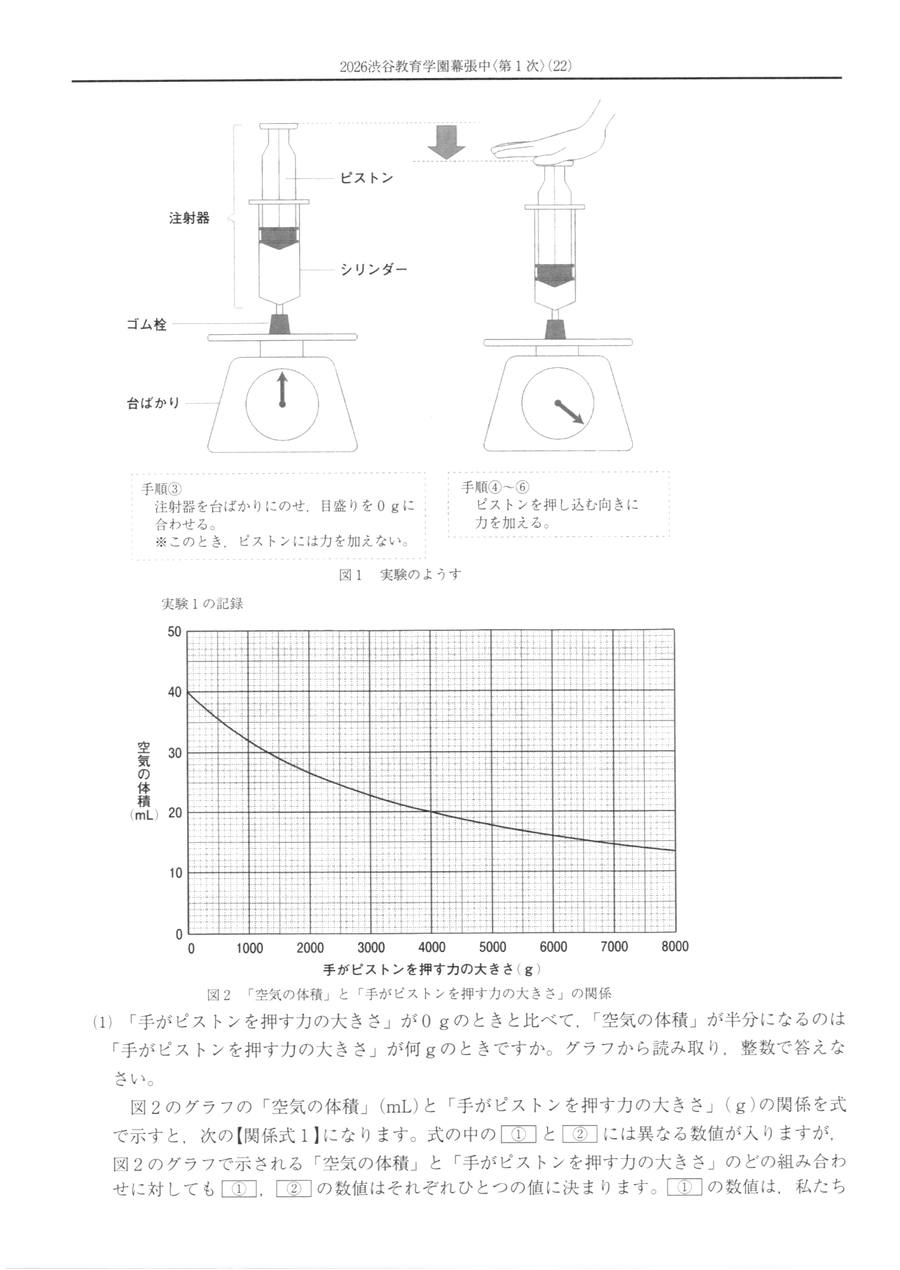 2026渋谷教育学園幕張中〈第1次〉(22)
ピストン
注射器
シリンダー
ゴム栓
台ばかり
手順③
注射器を台ばかりにのせ,目盛りを0gに
合わせる。
※このとき,ピストンには力を加えない。
手順④～⑥
ピストンを押し込む向きに
力を加える。
図1 実験のようす
実験1の記録
50
40
30
20
10
0
空気の体積(mL)
0 1000 2000 3000 4000 5000 6000 7000 8000
手がピストンを押す力の大きさ(g)
図2 「空気の体積」と「手がピストンを押す力の大きさ」の関係
(1) 「手がピストンを押す力の大きさ」が0gのときと比べて,「空気の体積」が半分になるのは
「手がピストンを押す力の大きさ」が何gのときですか。グラフから読み取り,整数で答えな
さい。
図2のグラフの「空気の体積」(mL)と「手がピストンを押す力の大きさ」(g)の関係を式
で示すと,次の【関係式1】になります。式の中の①と②には異なる数値が入りますが,
図2のグラフで示される「空気の体積」と「手がピストンを押す力の大きさ」のどの組み合わ
せに対しても①,②の数値はそれぞれひとつの値に決まります。①の数値は,私たち